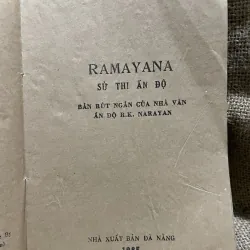 RAMAYANA
SỬ THI ẤN ĐỘ
BẢN RÚT NGẮN CỦA NHÀ VĂN
ẤN ĐỘ R.K. NARAYAN
NHÀ XUẤT BẢN ĐÀ NẴNG